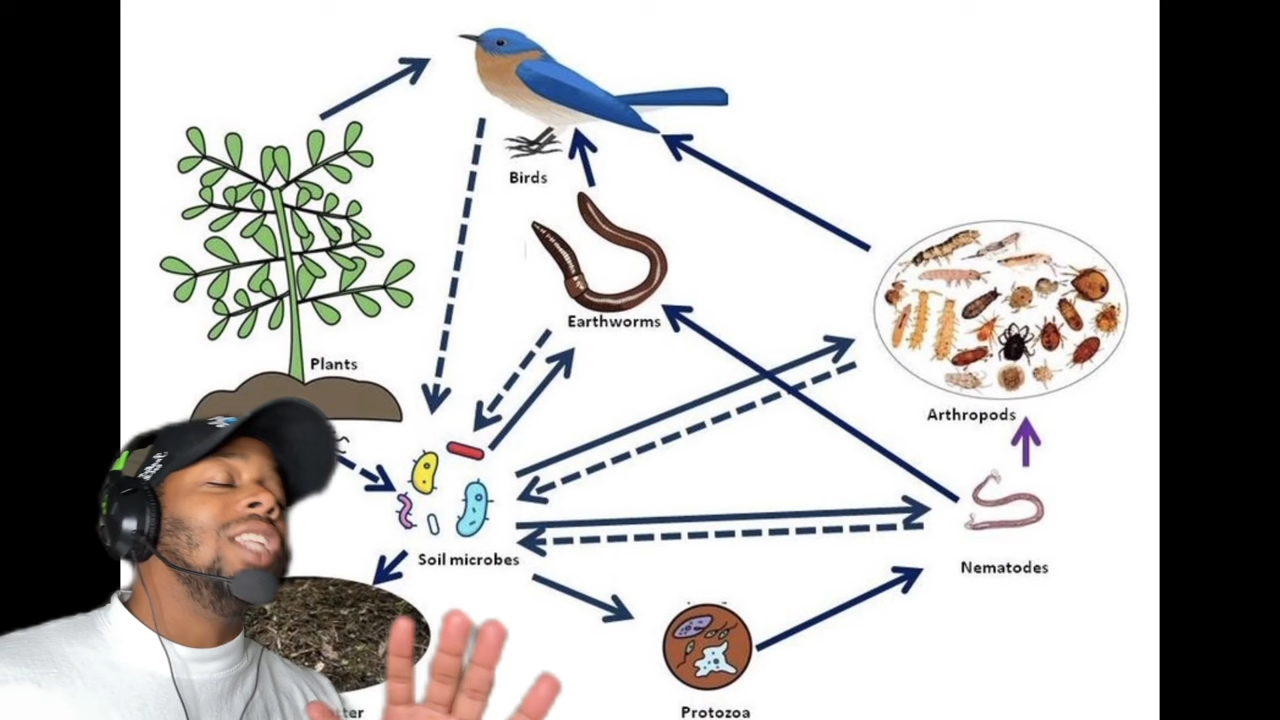 Birds
Earthworms
Plants
Arthropods
Soil microbes
Nematodes
Protozoa